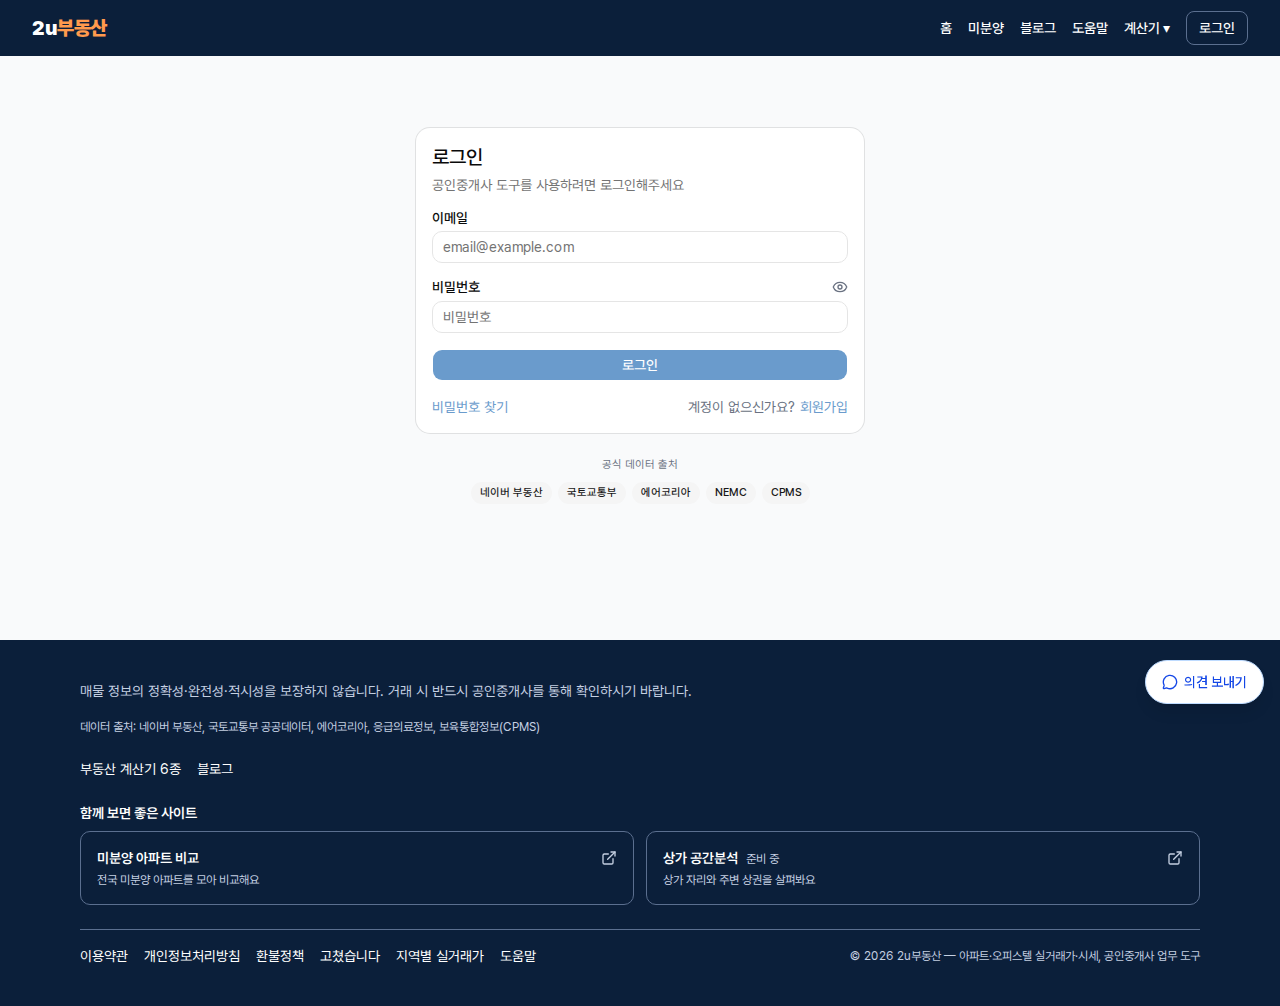 2u부동산
홈 미분양 블로그 도움말 계산기 ▾ 로그인
로그인
공인중개사 도구를 사용하려면 로그인해주세요
이메일
email@example.com
비밀번호
비밀번호
로그인
비밀번호 찾기 계정이 없으신가요? 회원가입
공식 데이터 출처
네이버 부동산 국토교통부 에어코리아 NEMC CPMS
매물 정보의 정확성·완전성·적시성을 보장하지 않습니다. 거래 시 반드시 공인중개사를 통해 확인하시기 바랍니다.
의견 보내기
데이터 출처: 네이버 부동산, 국토교통부 공공데이터, 에어코리아, 응급의료정보, 보육통합정보(CPMS)
부동산 계산기 6종 블로그
함께 보면 좋은 사이트
미분양 아파트 비교
전국 미분양 아파트를 모아 비교해요
상가 공간분석 준비 중
상가 자리와 주변 상권을 살펴봐요
이용약관 개인정보처리방침 환불정책 고쳤습니다 지역별 실거래가 도움말
© 2026 2u부동산 — 아파트·오피스텔 실거래가·시세, 공인중개사 업무 도구